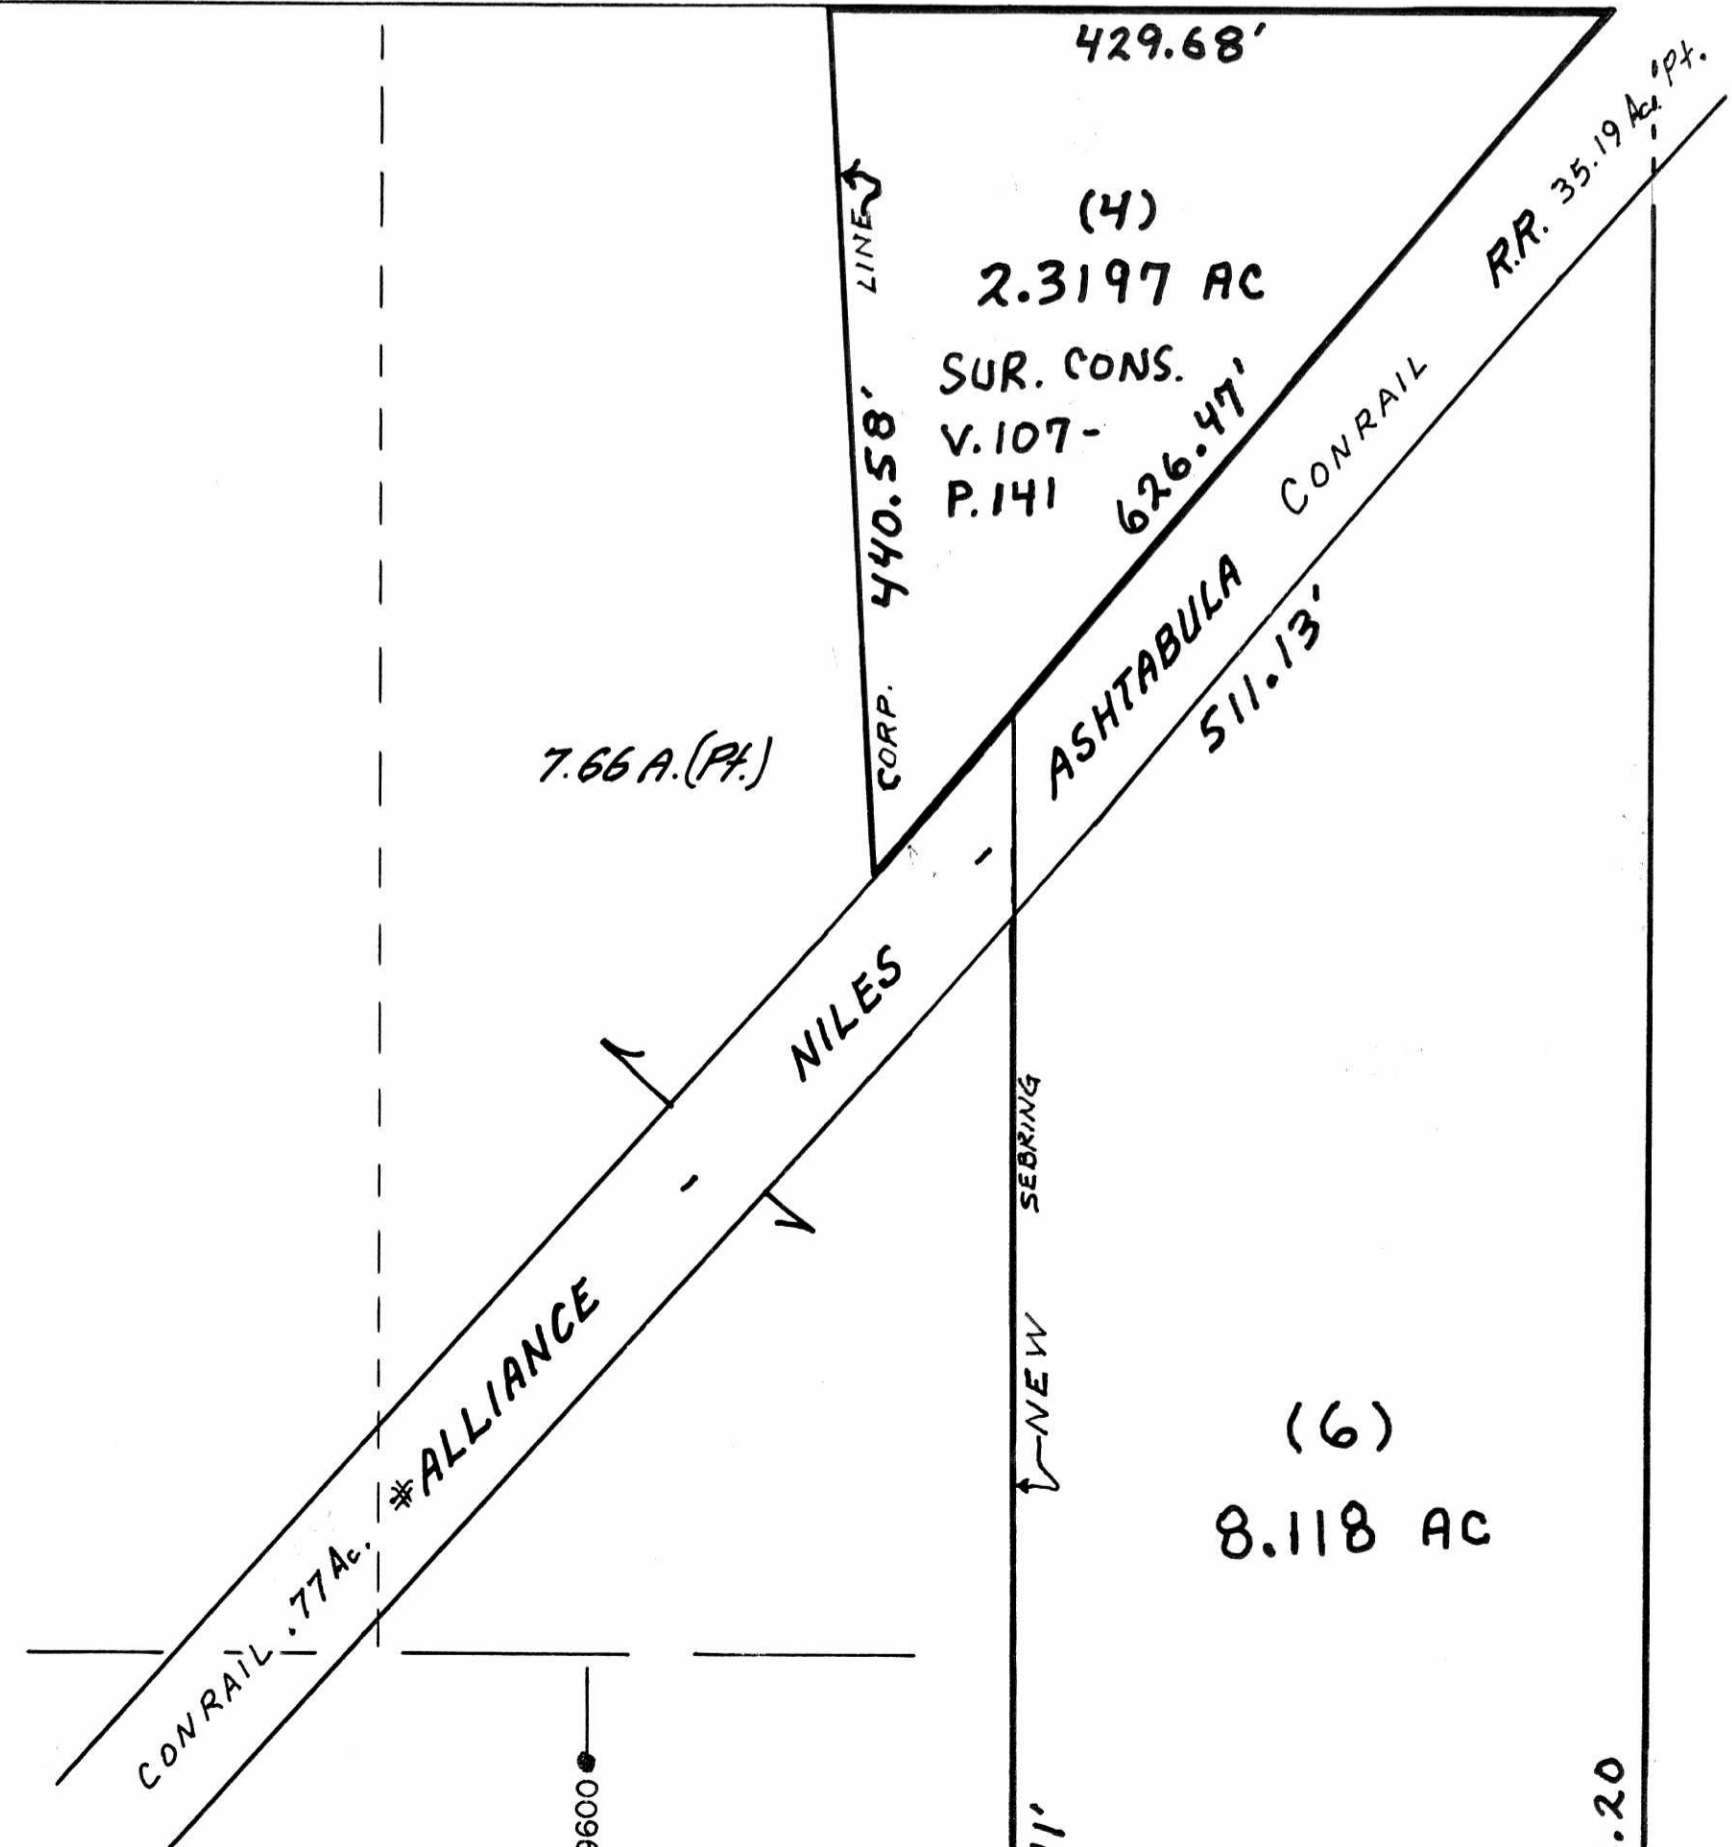 429.68'
R.R. 35.19 Ac. Pt.
(4)
2.3197 AC
SUR. CONS.
V.107-
P.141
CORP. LINE
440.58'
626.47'
CONRAIL
511.13'
7.66 A.(Pt.)
*ALLIANCE - NILES - ASHTABULA
CONRAIL .77 Ac.
NEW SEBRING
(6)
8.118 AC
9600
11'
.20